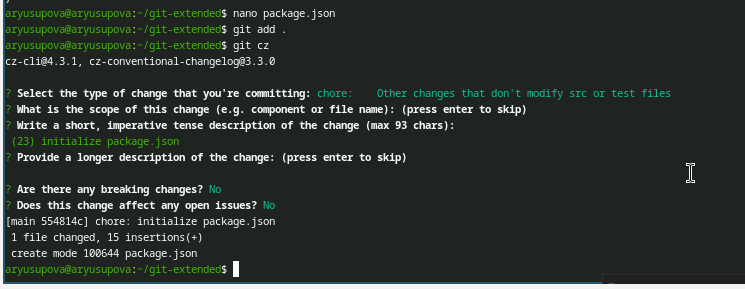 aryusupova@aryusupova:~/git-extended$ nano package.json
aryusupova@aryusupova:~/git-extended$ git add .
aryusupova@aryusupova:~/git-extended$ git cz
cz-cli@4.3.1, cz-conventional-changelog@3.3.0
? Select the type of change that you're committing: chore:    Other changes that don't modify src or test files
? What is the scope of this change (e.g. component or file name): (press enter to skip)
? Write a short, imperative tense description of the change (max 93 chars):
(23) initialize package.json
? Provide a longer description of the change: (press enter to skip)
? Are there any breaking changes? No
? Does this change affect any open issues? No
[main 554814c] chore: initialize package.json
1 file changed, 15 insertions(+)
create mode 100644 package.json
aryusupova@aryusupova:~/git-extended$